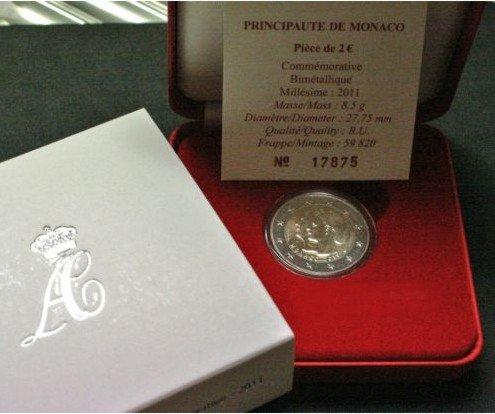 PRINCIPAUTE DE MONACO
Pièce de 2 €
Commémorative
Bimétallique
Millésime : 2011
Masse/Mass : 8,5 g
Diamètre/Diameter : 27,75 mm
Qualité/Quality : B.U.
Frappe/Mintage : 59 820
Nº 17875
2011